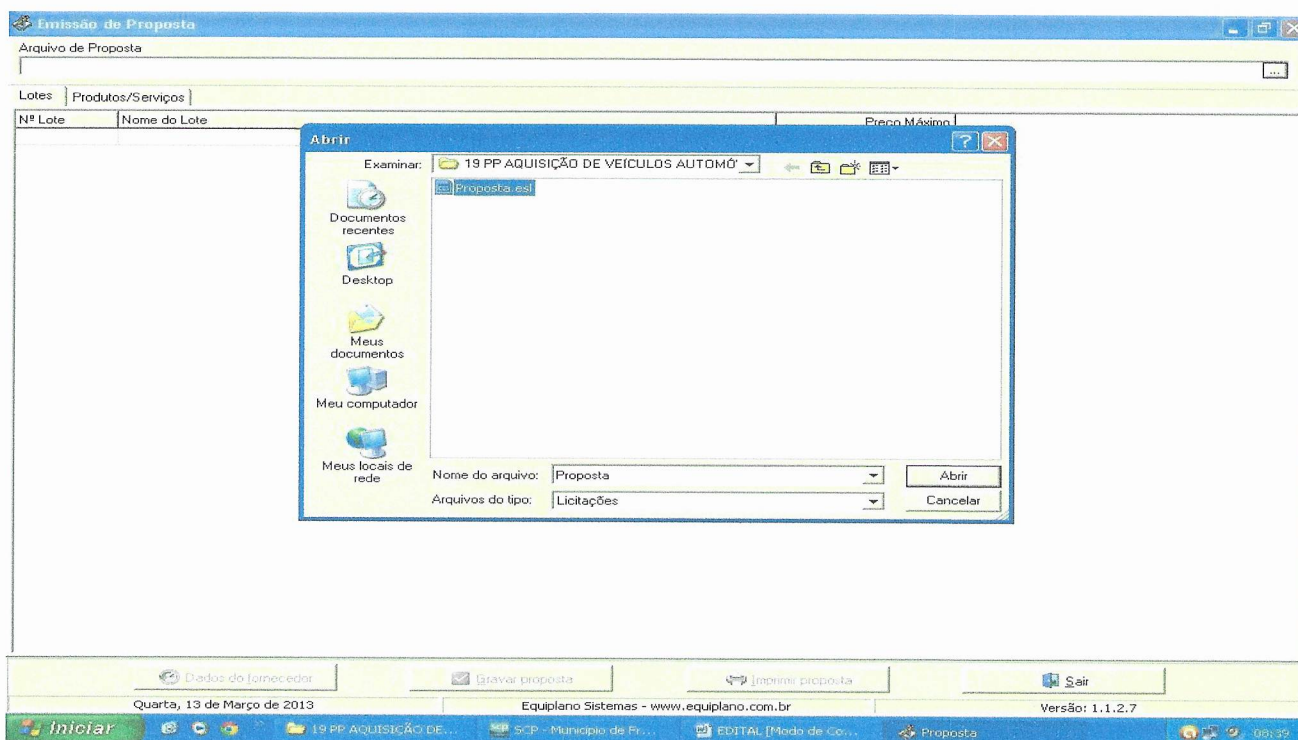 Emissão de Proposta
Arquivo de Proposta
...
Lotes Produtos/Serviços
Nº Lote Nome do Lote Preço Máximo
Abrir
Examinar: 19 PP AQUISIÇÃO DE VEÍCULOS AUTOMÓ'
Proposta.esl
Documentos
recentes
Desktop
Meus
documentos
Meu computador
Meus locais de
rede
Nome do arquivo: Proposta Abrir
Arquivos do tipo: Licitações Cancelar
Dados do fornecedor Gravar proposta Imprimir proposta Sair
Quarta, 13 de Março de 2013 Equiplano Sistemas - www.equiplano.com.br Versão: 1.1.2.7
Iniciar 19 PP AQUISIÇÃO DE... SCP - Municipio de Fr... EDITAL [Modo de Co... Proposta 08:39